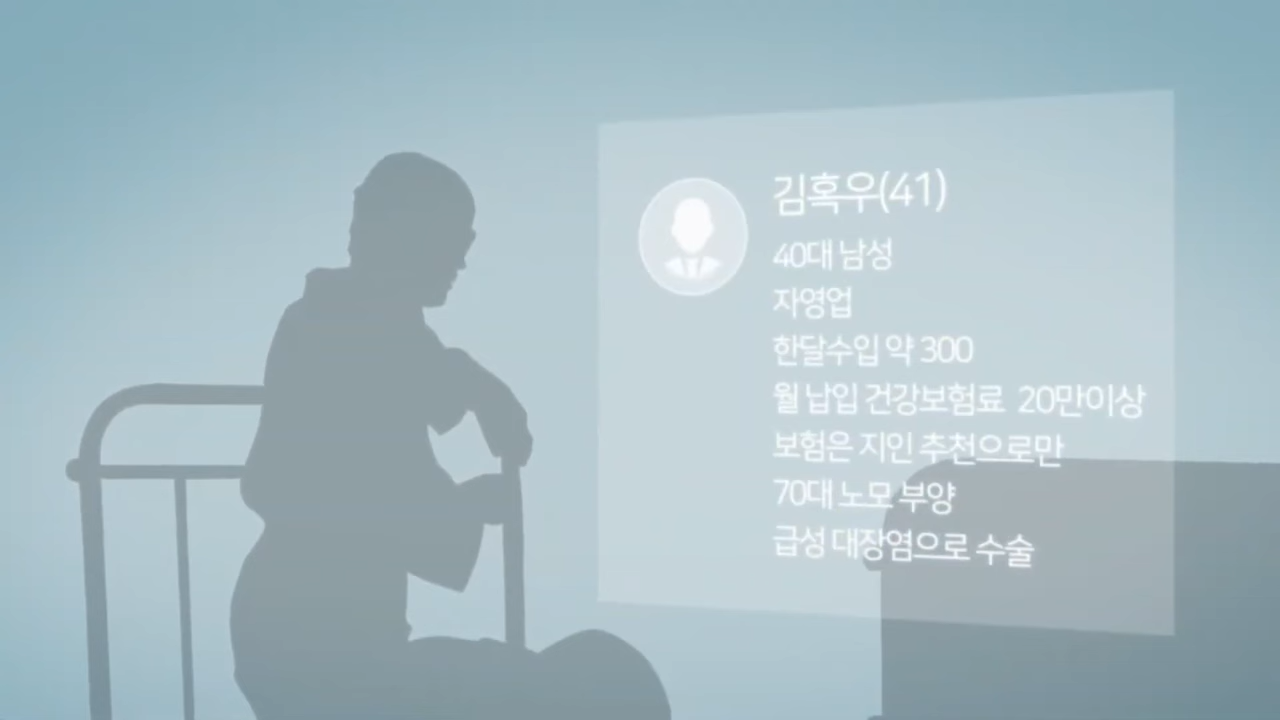 김혹우(41)
40대 남성
자영업
한달수입 약 300
월 납입 건강보험료 20만이상
보험은 지인 추천으로만
70대 노모 부양
급성 대장염으로 수술